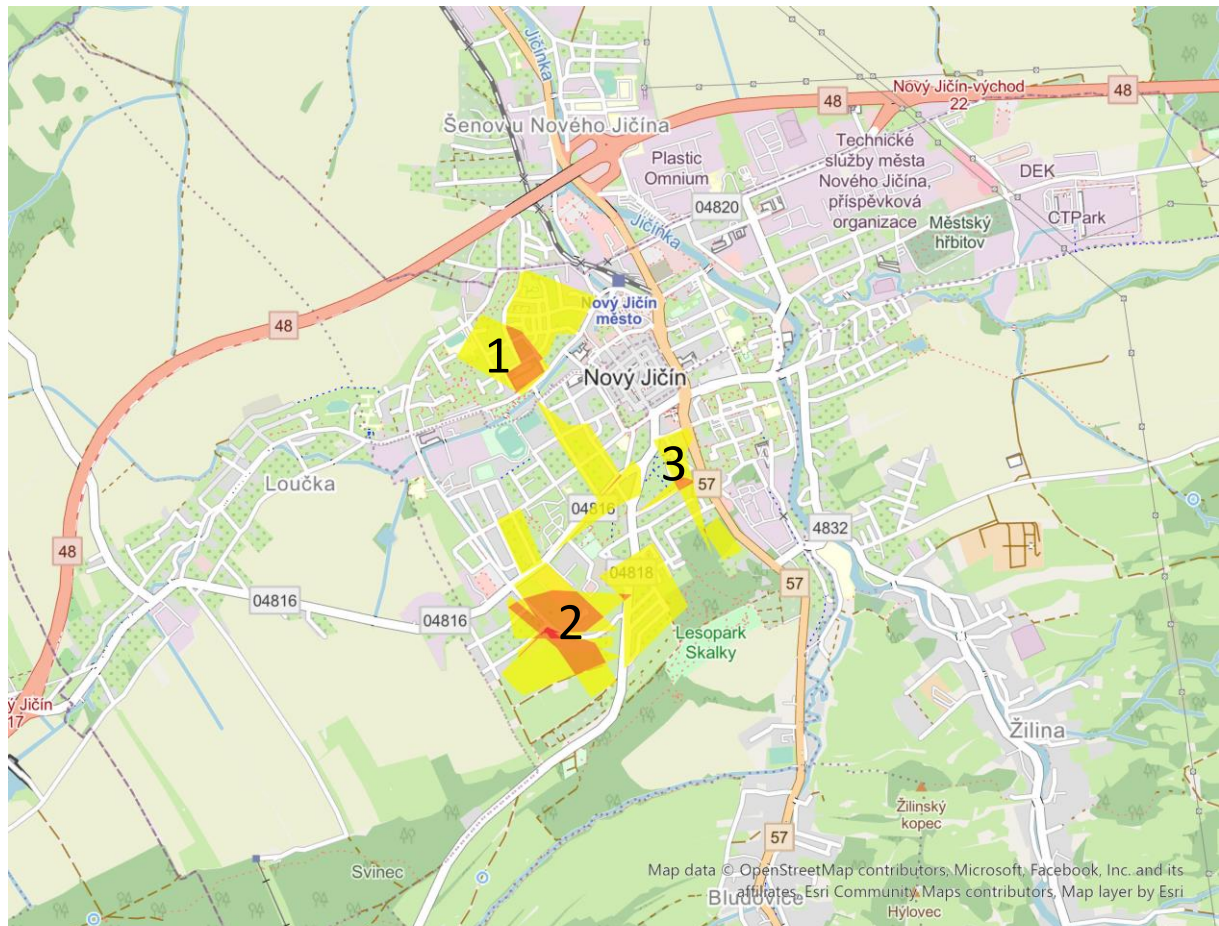 Jičínka
Nový Jičín-východ
22
48
48
Šenov u Nového Jičína
Plastic
Omnium
Technické
služby města
Nového Jičína,
příspěvková
organizace
DEK
04820
CTPark
Městský
hřbitov
Jičínka
Nový Jičín
město
48
1
Nový Jičín
3
57
Loučka
04816
4832
48
04818
57
04816
04816
2
Lesopark
Skalky
ý Jičín
17
Žilina
Žilinský
kopec
57
Svinec
Map data © OpenStreetMap contributors, Microsoft, Facebook, Inc. and its
affiliates, Esri Community Maps contributors, Map layer by Esri
Bludovice
Hýlovec